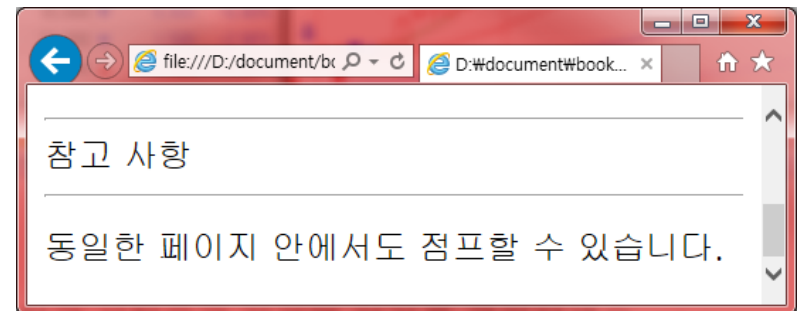 file:///D:/document/bc
D:₩document₩book...
참고 사항
동일한 페이지 안에서도 점프할 수 있습니다.